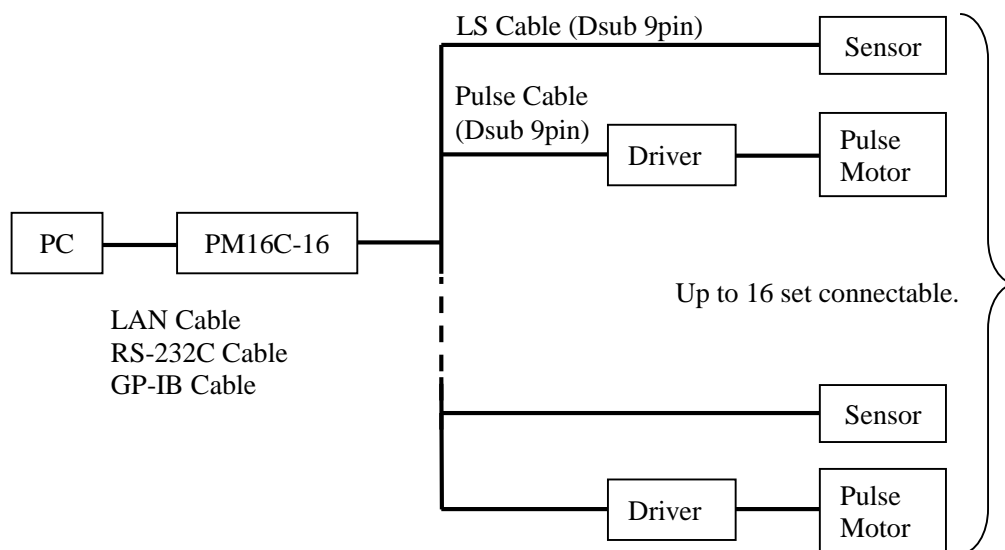 LS Cable (Dsub 9pin)
Sensor
Pulse Cable
(Dsub 9pin)
Driver
Pulse
Motor
PC
PM16C-16
Up to 16 set connectable.
LAN Cable
RS-232C Cable
GP-IB Cable
Sensor
Driver
Pulse
Motor